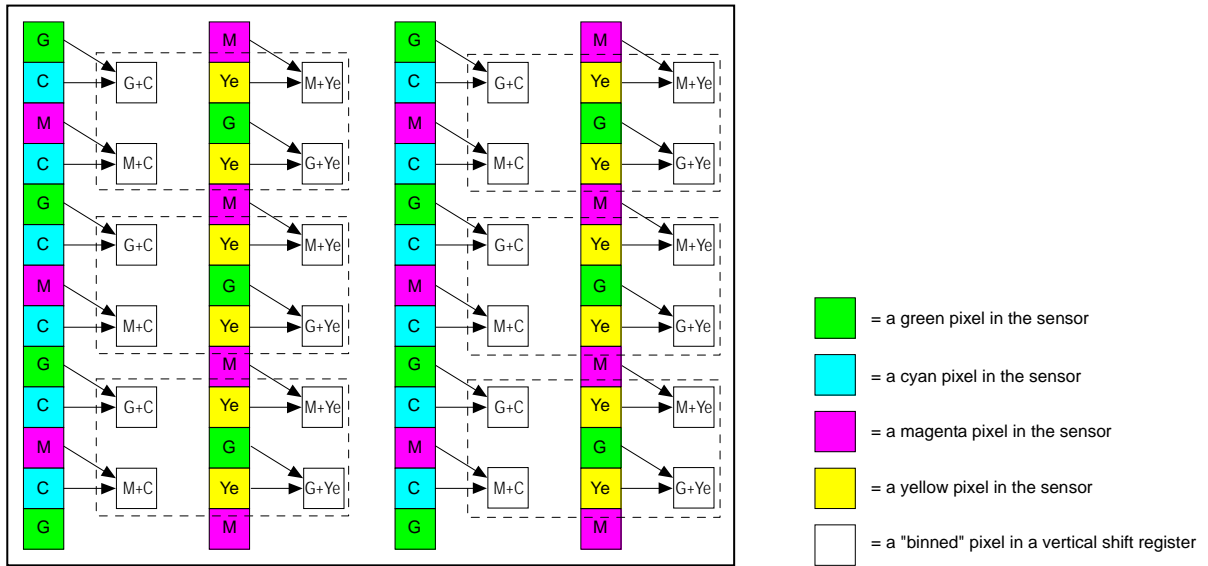 G M G M
C G+C Ye M+Ye C G+C Ye M+Ye
M G M G
C M+C Ye G+Ye C M+C Ye G+Ye
G M G M
C G+C Ye M+Ye C G+C Ye M+Ye
M G M G
C M+C Ye G+Ye C M+C Ye G+Ye
G M G M
C G+C Ye M+Ye C G+C Ye M+Ye
M G M G
C M+C Ye G+Ye C M+C Ye G+Ye
G M G M
= a green pixel in the sensor
= a cyan pixel in the sensor
= a magenta pixel in the sensor
= a yellow pixel in the sensor
= a "binned" pixel in a vertical shift register